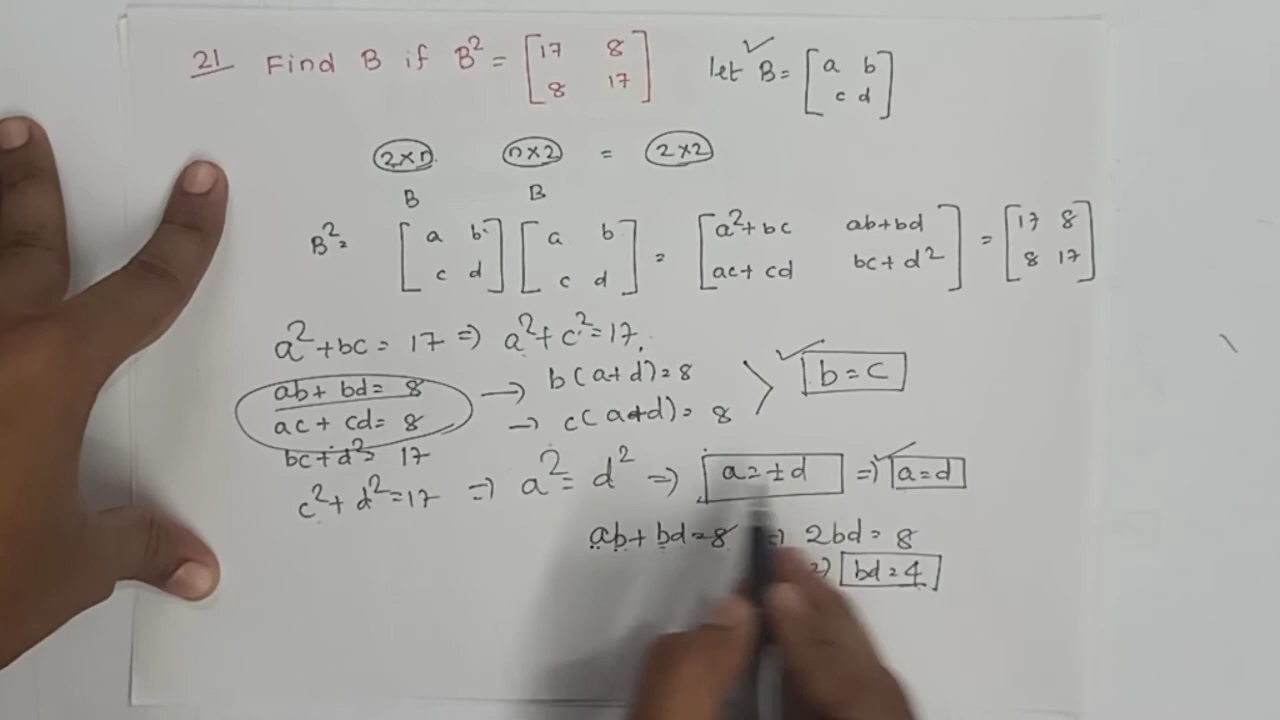 21 Find B if B² = [17 8 let B = [a b
8 17] c d]
2×n n×2 = 2×2
B B
B² = [a b [a b = [a²+bc ab+bd = [17 8
c d] c d] ac+cd bc+d²] 8 17]
a²+bc = 17 ⇒ a²+c²=17.
ab+bd = 8 → b(a+d)=8 > b=c
ac+cd= 8 → c(a+d)= 8
bc+d²= 17
c²+d²=17 ⇒ a²=d² ⇒ a=±d ⇒ a=d
ab+bd=8 ⇒ 2bd=8
⇒ bd=4